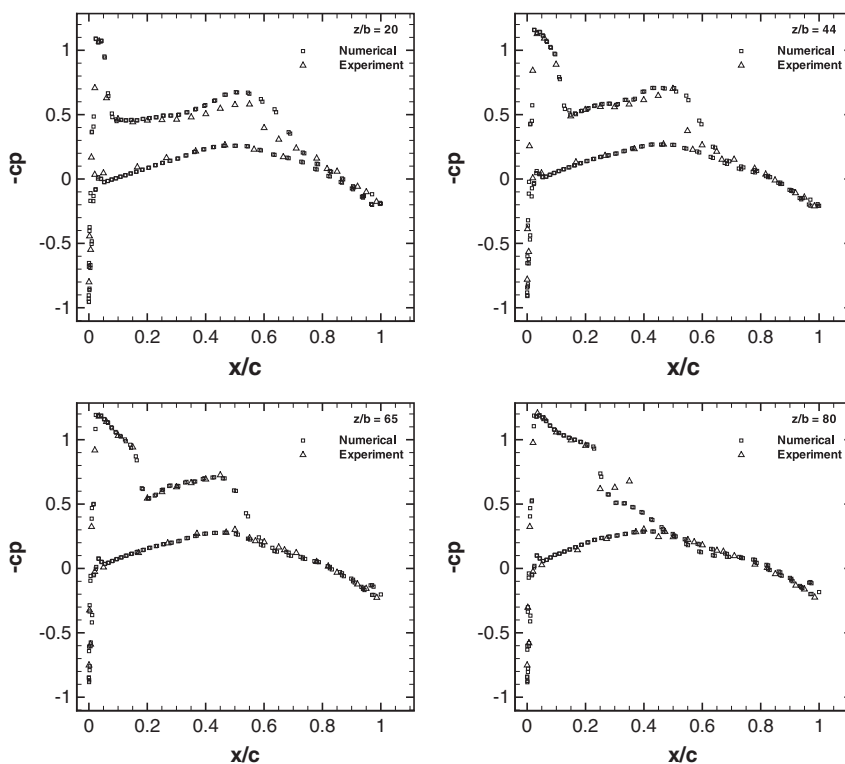 z/b = 20
Numerical
Experiment
1
0.5
0
-0.5
-1
-cp
0 0.2 0.4 0.6 0.8 1
x/c
z/b = 44
Numerical
Experiment
1
0.5
0
-0.5
-1
-cp
0 0.2 0.4 0.6 0.8 1
x/c
z/b = 65
Numerical
Experiment
1
0.5
0
-0.5
-1
-cp
0 0.2 0.4 0.6 0.8 1
x/c
z/b = 80
Numerical
Experiment
1
0.5
0
-0.5
-1
-cp
0 0.2 0.4 0.6 0.8 1
x/c